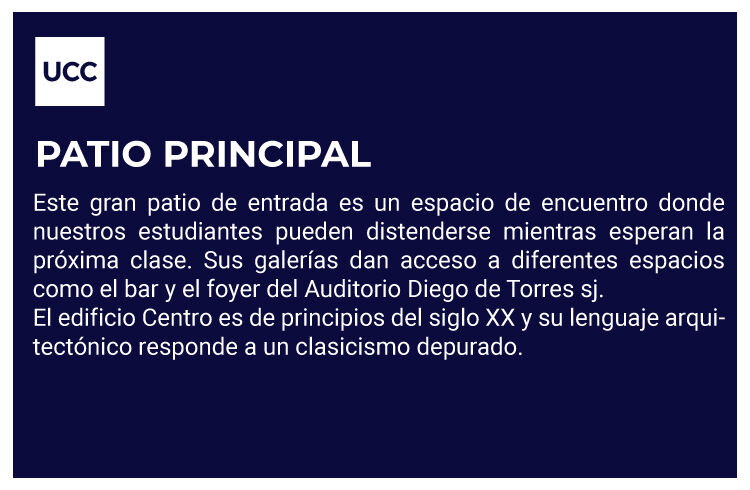 UCC
PATIO PRINCIPAL
Este gran patio de entrada es un espacio de encuentro donde
nuestros estudiantes pueden distenderse mientras esperan la
próxima clase. Sus galerías dan acceso a diferentes espacios
como el bar y el foyer del Auditorio Diego de Torres sj.
El edificio Centro es de principios del siglo XX y su lenguaje arqui-
tectónico responde a un clasicismo depurado.